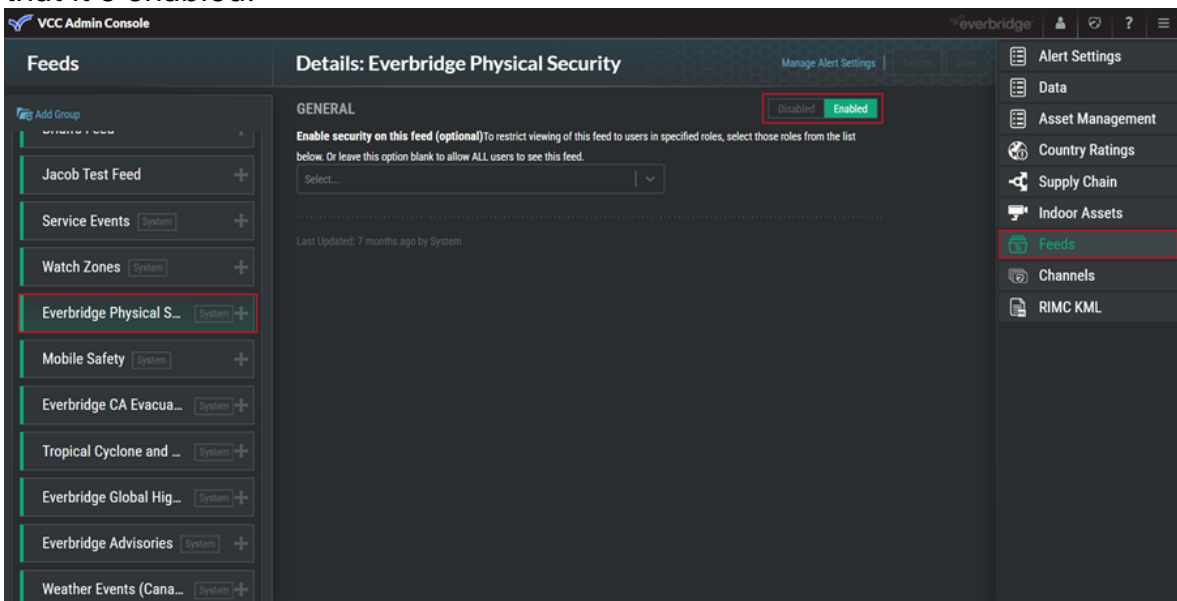 that it's enabled.
VCC Admin Console
everbridge
?
Feeds
Details: Everbridge Physical Security
Manage Alert Settings
Cancel
Save
Add Group
Jacob Test Feed
Service Events System
Watch Zones System
Everbridge Physical S... System
Mobile Safety System
Everbridge CA Evacua... System
Tropical Cyclone and ... System
Everbridge Global Hig... System
Everbridge Advisories System
Weather Events (Cana... System
GENERAL
Disabled Enabled
Enable security on this feed (optional)To restrict viewing of this feed to users in specified roles, select those roles from the list
below. Or leave this option blank to allow ALL users to see this feed.
Select...
Last Updated: 7 months ago by System
Alert Settings
Data
Asset Management
Country Ratings
Supply Chain
Indoor Assets
Feeds
Channels
RIMC KML